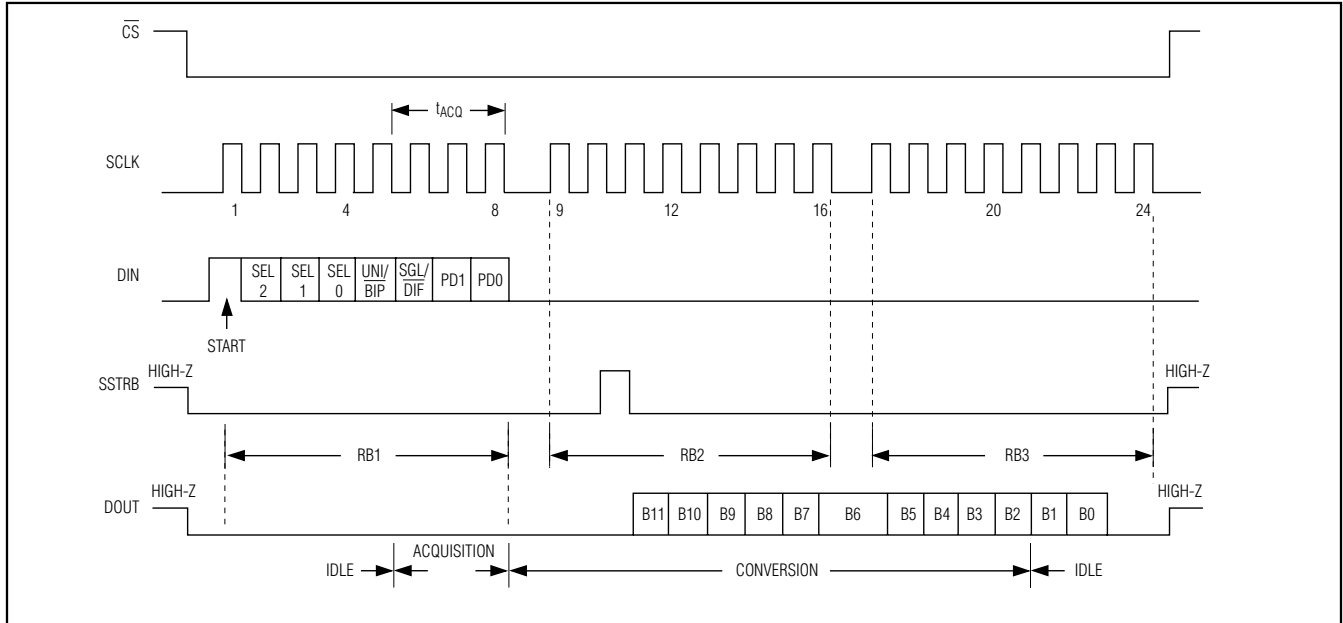 CS
tACQ
SCLK
1 4 8 9 12 16 20 24
DIN
SEL 2
SEL 1
SEL 0
UNI/BIP
SGL/DIF
PD1
PD0
START
HIGH-Z
SSTRB
HIGH-Z
RB1
RB2
RB3
HIGH-Z
DOUT
HIGH-Z
B11 B10 B9 B8 B7 B6 B5 B4 B3 B2 B1 B0
IDLE
ACQUISITION
CONVERSION
IDLE